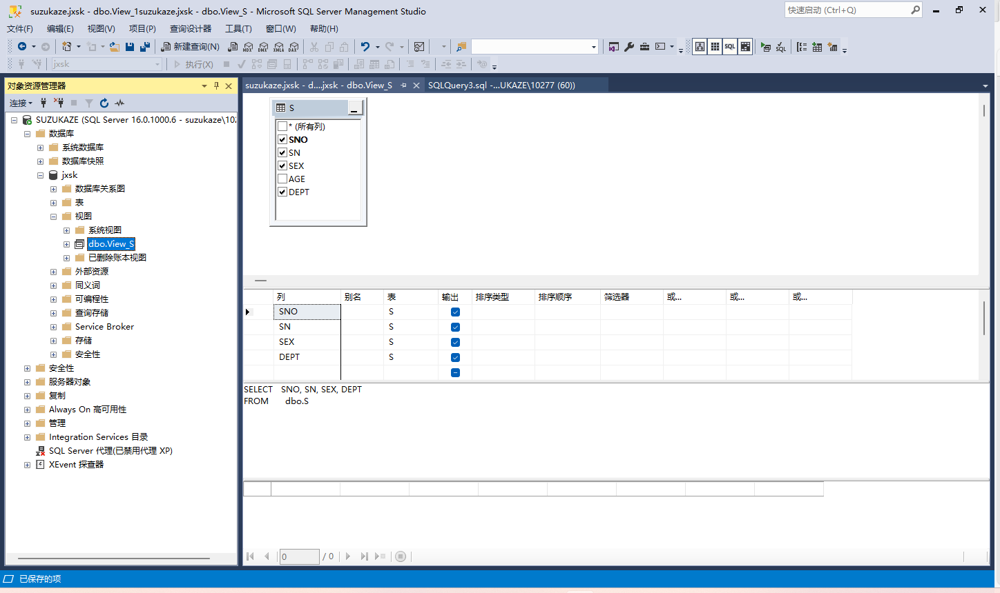 suzukaze.jxsk - dbo.View_1suzukaze.jxsk - dbo.View_S - Microsoft SQL Server Management Studio
快速启动 (Ctrl+Q)
文件(F) 编辑(E) 视图(V) 项目(P) 查询设计器 工具(T) 窗口(W) 帮助(H)
新建查询(N) MDX DMX XMLA DAX SQL SQL
jxsk 执行(X)
对象资源管理器
连接
SUZUKAZE (SQL Server 16.0.1000.6 - suzukaze\102
数据库
系统数据库
数据库快照
jxsk
数据库关系图
表
视图
系统视图
dbo.View_S
已删除账本视图
外部资源
同义词
可编程性
查询存储
Service Broker
存储
安全性
安全性
服务器对象
复制
Always On 高可用性
管理
Integration Services 目录
SQL Server 代理(已禁用代理 XP)
XEvent 探查器
suzukaze.jxsk - d....jxsk - dbo.View_S SQLQuery3.sql -...UKAZE\10277 (60))
S
* (所有列)
SNO
SN
SEX
AGE
DEPT
列 别名 表 输出 排序类型 排序顺序 筛选器 或... 或... 或...
SNO S
SN S
SEX S
DEPT S
SELECT SNO, SN, SEX, DEPT
FROM dbo.S
0 / 0
已保存的项